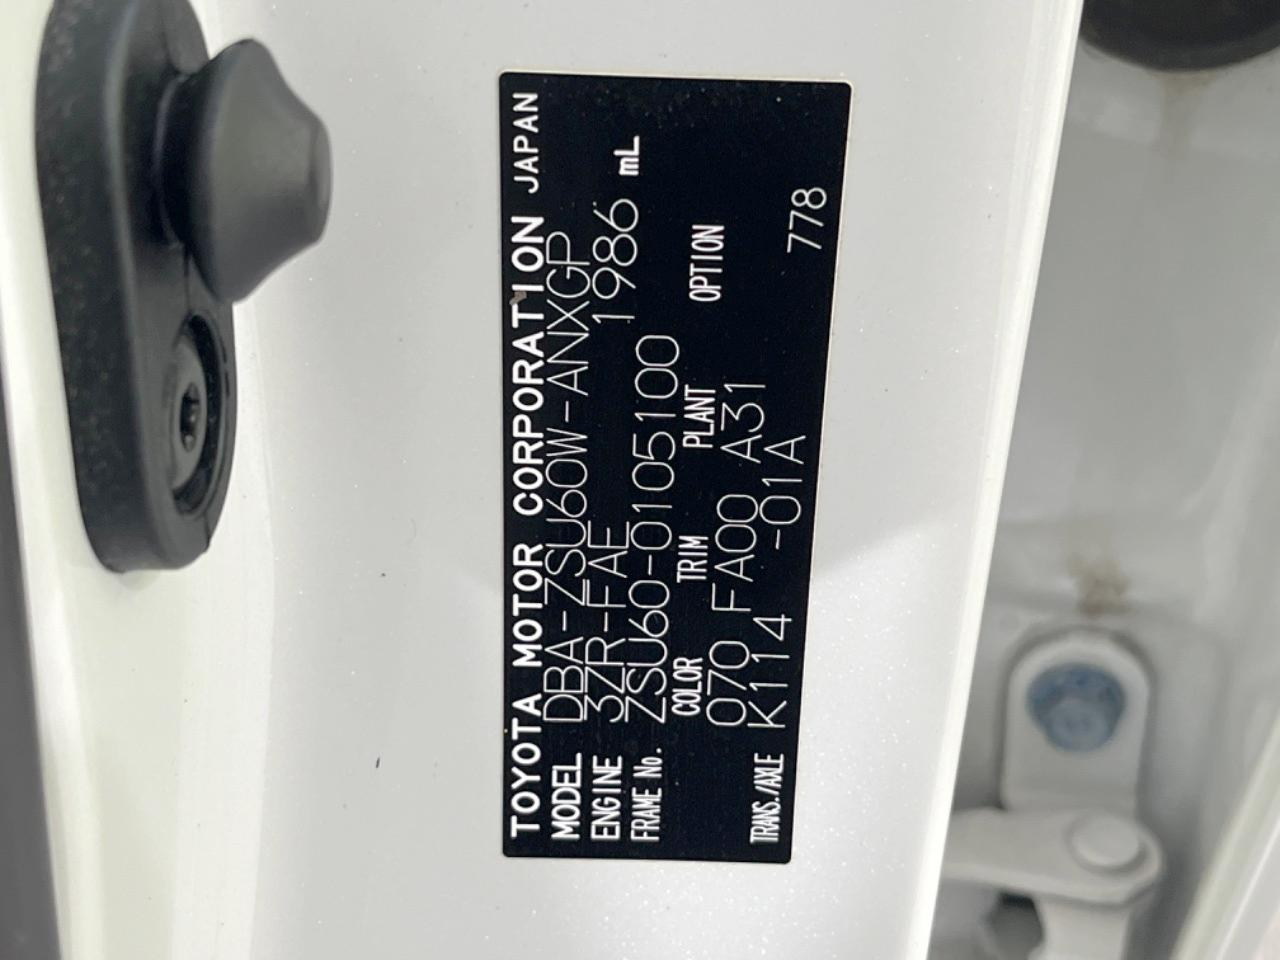 TOYOTA MOTOR CORPORATION JAPAN
MODEL DBA-ZSU60W-ANXGP
ENGINE 3ZR-FAE 1986 mL
FRAME No. ZSU60-0105100
COLOR TRIM PLANT OPTION
070 FA00 A31
TRANS./AXLE K114 -01A 778